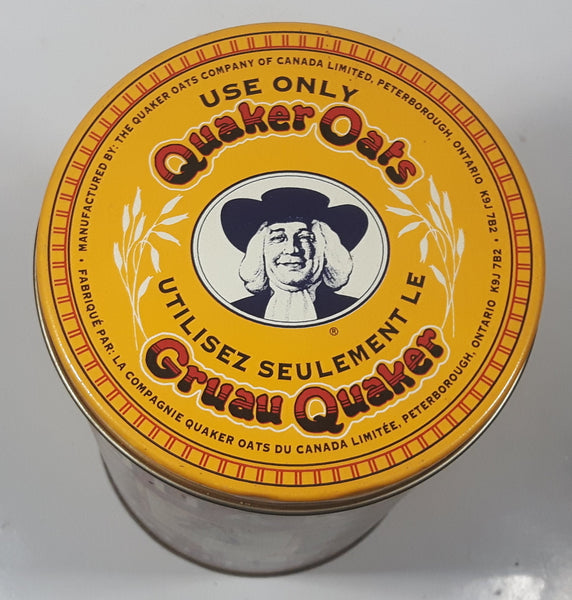 • MANUFACTURED BY: THE QUAKER OATS COMPANY OF CANADA LIMITED, PETERBOROUGH, ONTARIO K9J 7B2 •
USE ONLY
Quaker Oats
®
UTILISEZ SEULEMENT LE
Gruau Quaker
FABRIQUÉ PAR: LA COMPAGNIE QUAKER OATS DU CANADA LIMITÉE, PETERBOROUGH, ONTARIO K9J 7B2 •